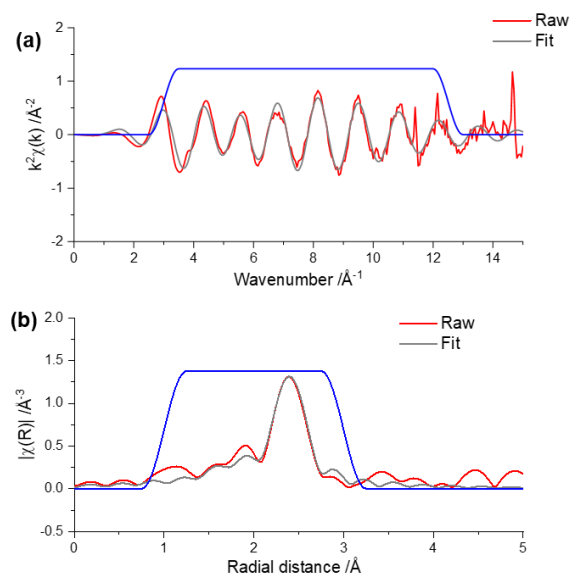 (a)
Raw
Fit
2
1
0
-1
-2
k²χ(k) /Å⁻²
0 2 4 6 8 10 12 14
Wavenumber /Å⁻¹
(b)
Raw
Fit
2.0
1.5
1.0
0.5
0.0
-0.5
|χ(R)| /Å⁻³
0 1 2 3 4 5
Radial distance /Å